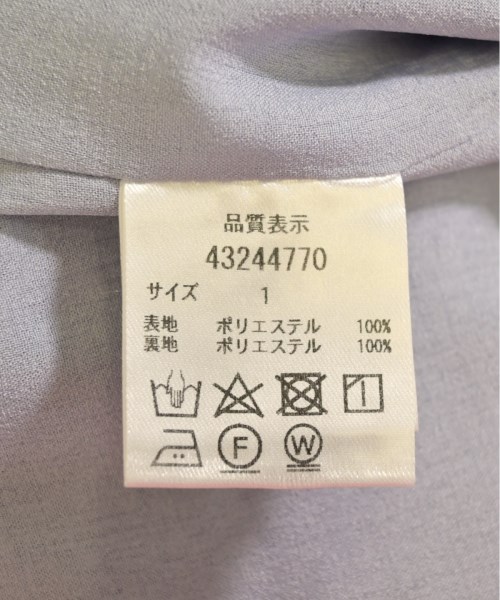 品質表示
43244770
サイズ 1
表地 ポリエステル 100%
裏地 ポリエステル 100%
F W